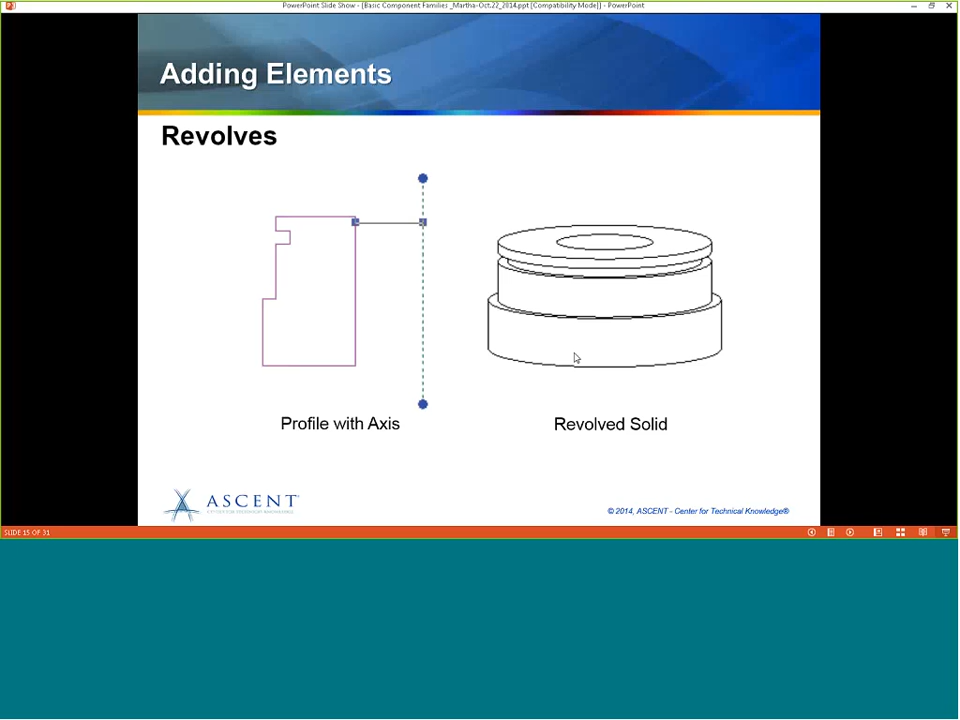 PowerPoint Slide Show - [Basic Component Families _Martha-Oct.22_2014.ppt [Compatibility Mode]] - PowerPoint
Adding Elements
Revolves
Profile with Axis
Revolved Solid
ASCENT
© 2014, ASCENT - Center for Technical Knowledge®
SLIDE 15 OF 31